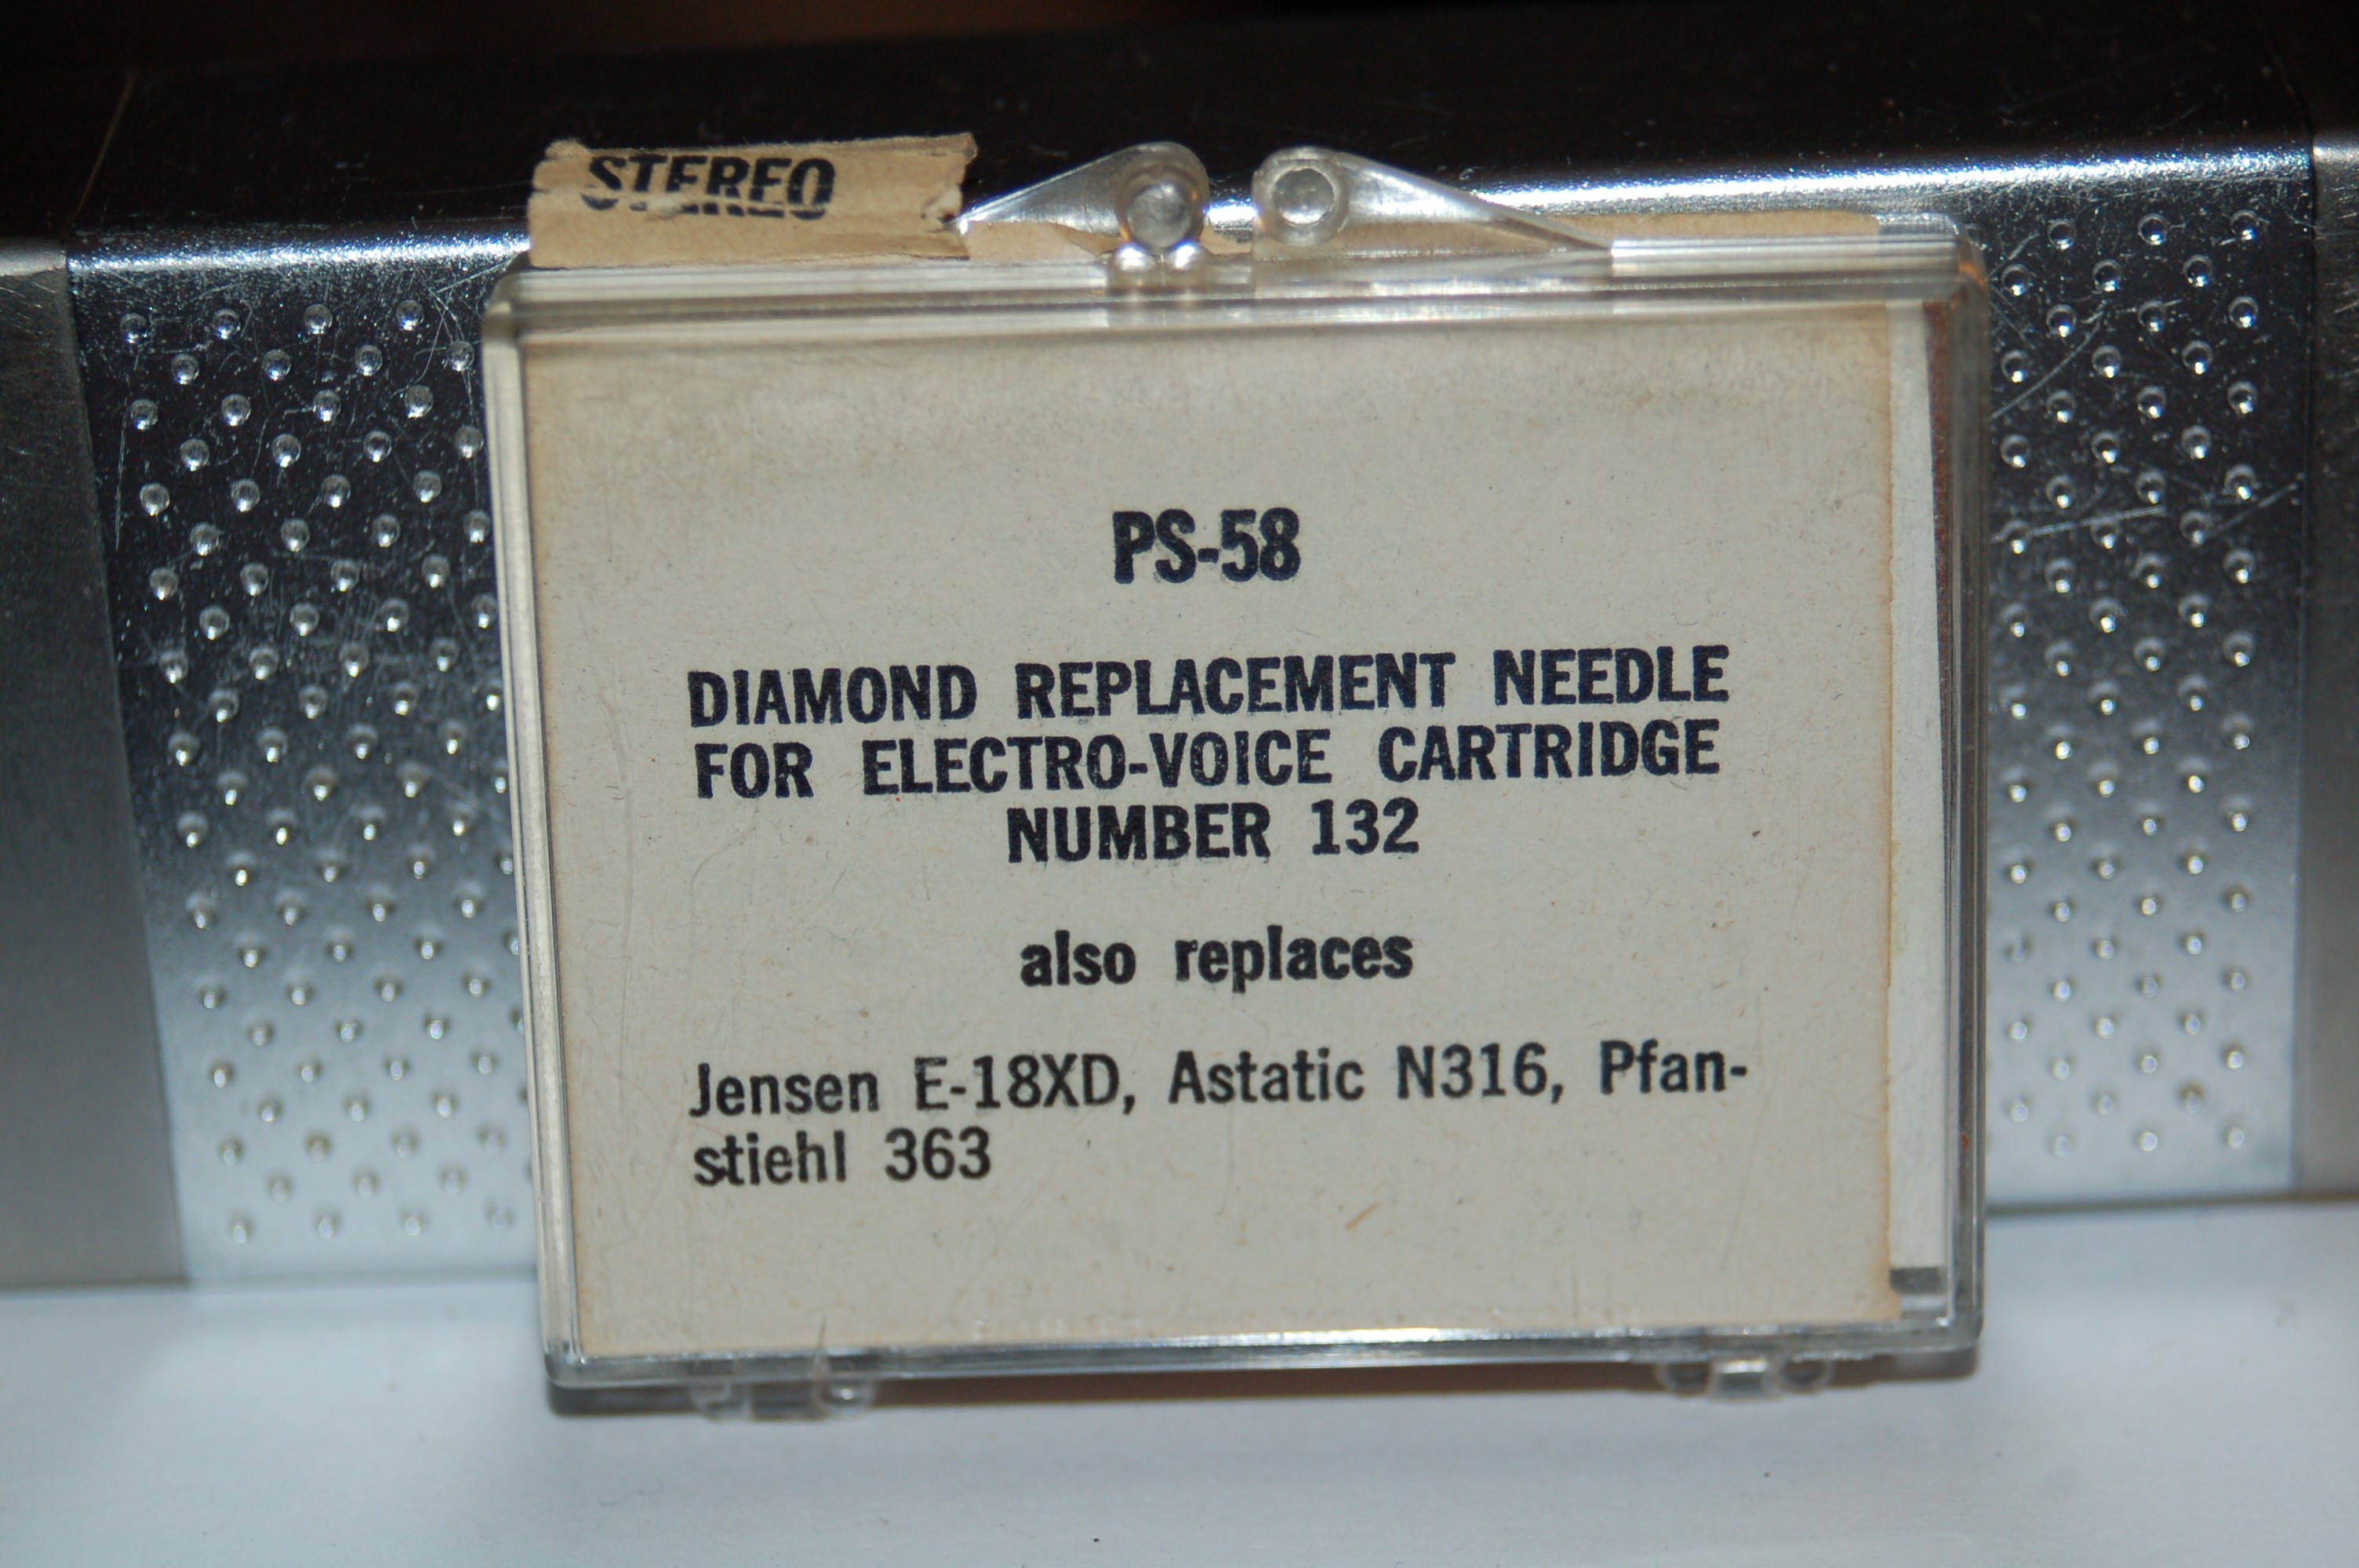 STEREO
PS-58
DIAMOND REPLACEMENT NEEDLE
FOR ELECTRO-VOICE CARTRIDGE
NUMBER 132
also replaces
Jensen E-18XD, Astatic N316, Pfan-
stiehl 363